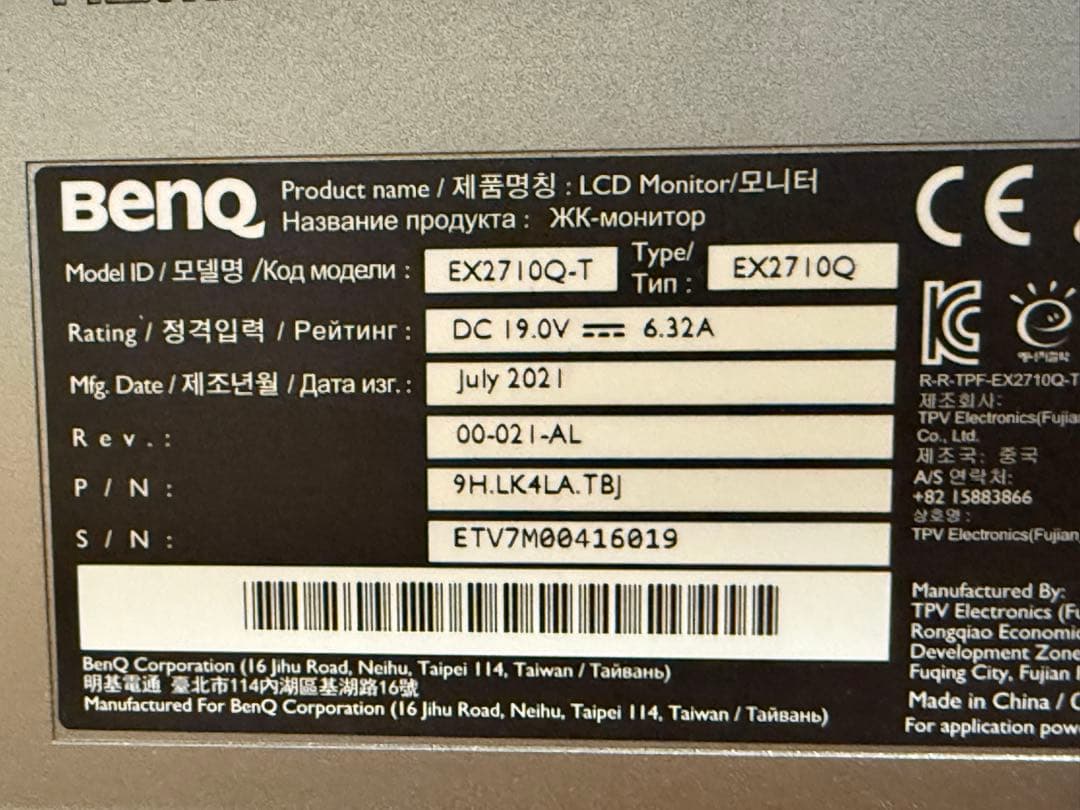 BenQ
Product name / 제품명칭 : LCD Monitor/모니터
Название продукта : ЖК-монитор
Model ID / 모델명 /Код модели : EX2710Q-T Type/ Тип : EX2710Q
Rating / 정격입력 / Рейтинг : DC 19.0V 6.32A
Mfg. Date / 제조년월 / Дата изг. : July 2021
Rev.: 00-021-AL
P/N: 9H.LK4LA.TBJ
S/N: ETV7M00416019
BenQ Corporation (16 Jihu Road, Neihu, Taipei 114, Taiwan / Тайвань)
明基電通 臺北市114內湖區基湖路16號
Manufactured For BenQ Corporation (16 Jihu Road, Neihu, Taipei 114, Taiwan / Тайвань)
CE
에너지절약
R-R-TPF-EX2710Q-T
제조회사:
TPV Electronics(Fujian
Co., Ltd.
제조국: 중국
A/S 연락처:
+82 15883866
상호명 :
TPV Electronics(Fujian)
Manufactured By:
TPV Electronics (Fu
Rongqiao Economic
Development Zone
Fuqing City, Fujian
Made in China / C
For application pow